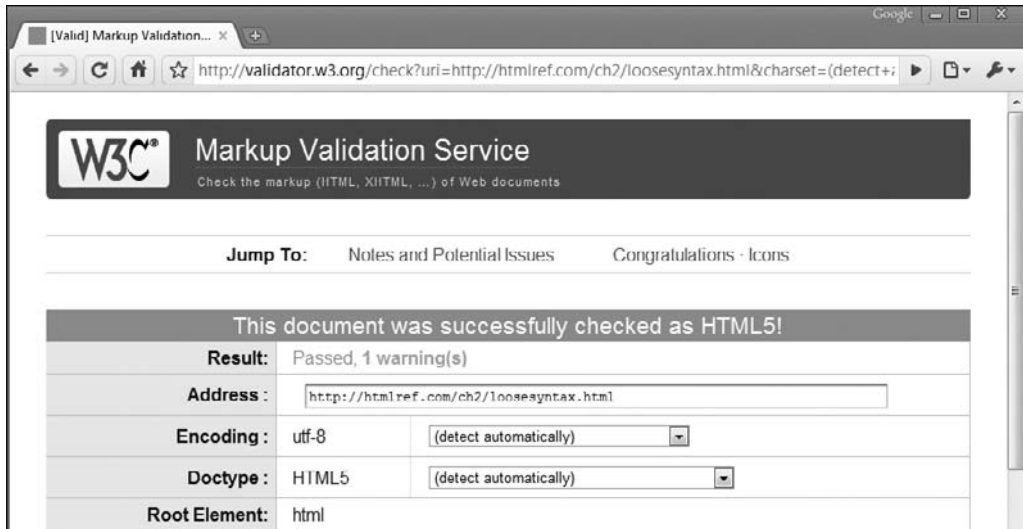 Google
[Valid] Markup Validation...
http://validator.w3.org/check?uri=http://htmlref.com/ch2/loosesyntax.html&charset=(detect+
W3C®
Markup Validation Service
Check the markup (HTML, XHTML, ...) of Web documents
Jump To: Notes and Potential Issues Congratulations · Icons
This document was successfully checked as HTML5!
Result: Passed, 1 warning(s)
Address : http://htmlref.com/ch2/loosesyntax.html
Encoding : utf-8 (detect automatically)
Doctype : HTML5 (detect automatically)
Root Element: html